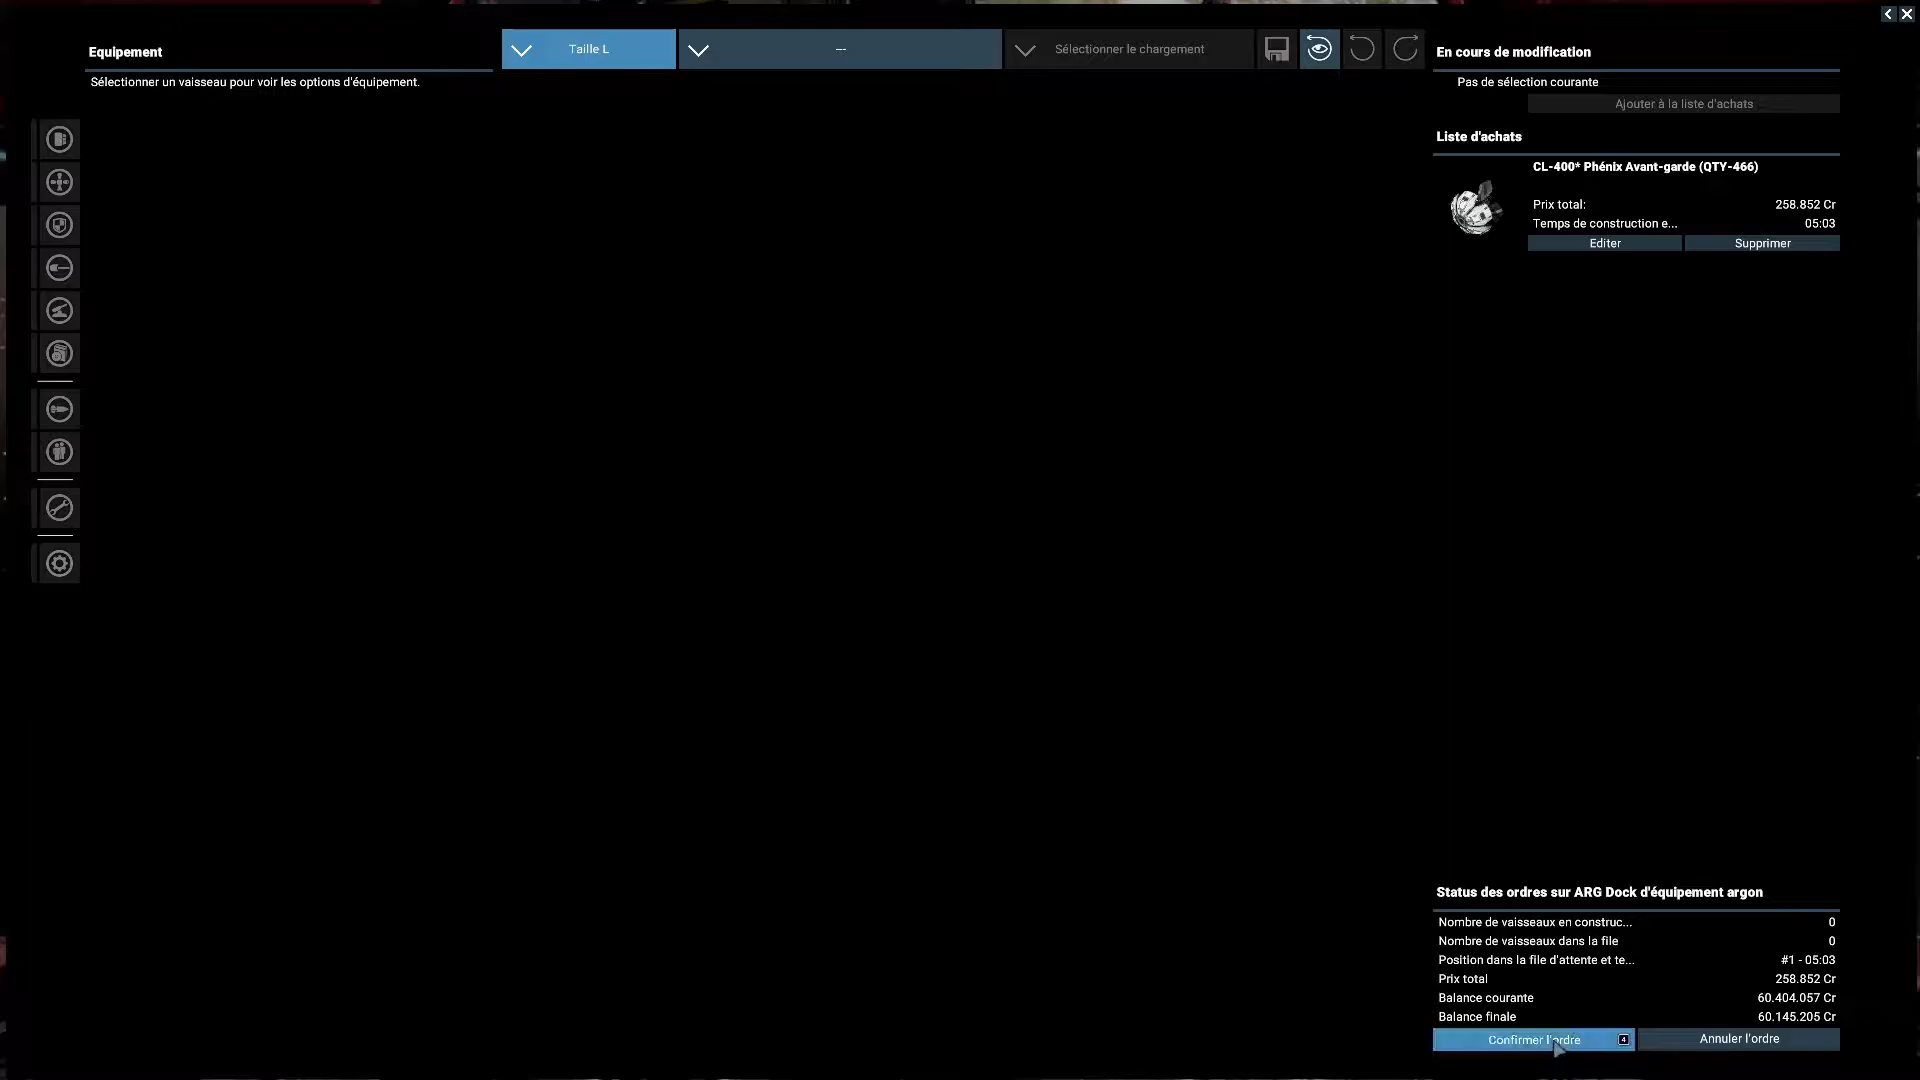 Equipement
Sélectionner un vaisseau pour voir les options d'équipement.
Taille L
---
Sélectionner le chargement
En cours de modification
Pas de sélection courante
Ajouter à la liste d'achats
Liste d'achats
CL-400* Phénix Avant-garde (QTY-466)
Prix total: 258.852 Cr
Temps de construction e... 05:03
Editer Supprimer
Status des ordres sur ARG Dock d'équipement argon
Nombre de vaisseaux en construc... 0
Nombre de vaisseaux dans la file 0
Position dans la file d'attente et te... #1 - 05:03
Prix total 258.852 Cr
Balance courante 60.404.057 Cr
Balance finale 60.145.205 Cr
Confirmer l'ordre 4 Annuler l'ordre